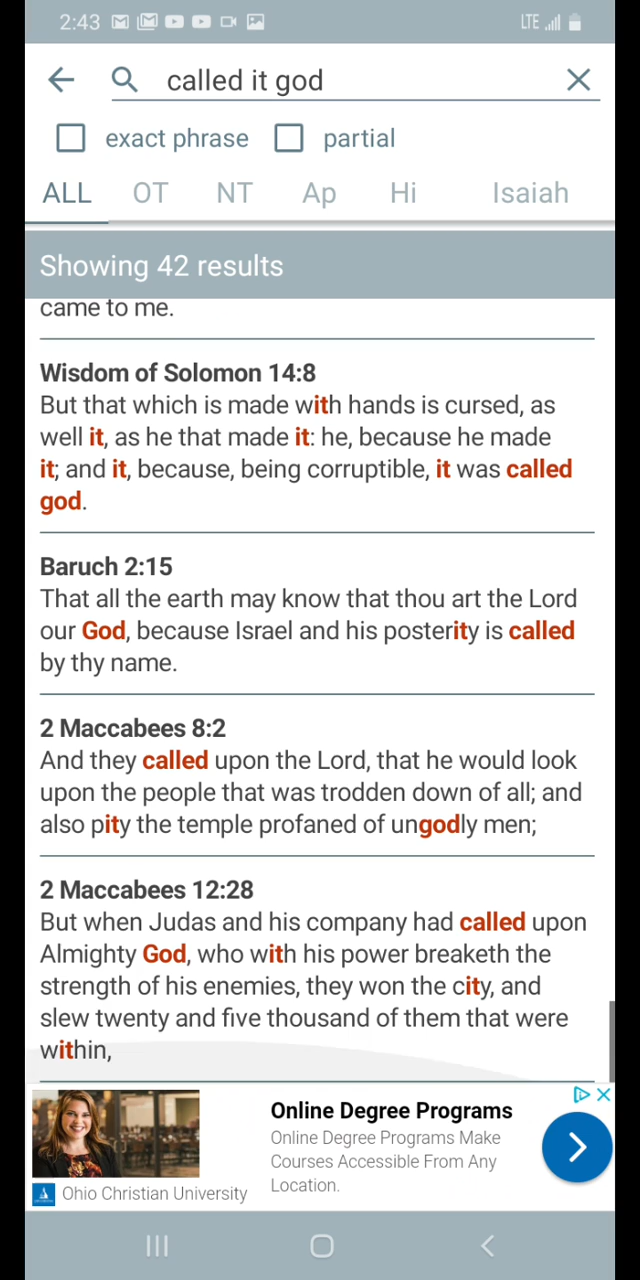 2:43
LTE
called it god
exact phrase
partial
ALL OT NT Ap Hi Isaiah
Showing 42 results
came to me.
Wisdom of Solomon 14:8
But that which is made with hands is cursed, as
well it, as he that made it: he, because he made
it; and it, because, being corruptible, it was called
god.
Baruch 2:15
That all the earth may know that thou art the Lord
our God, because Israel and his posterity is called
by thy name.
2 Maccabees 8:2
And they called upon the Lord, that he would look
upon the people that was trodden down of all; and
also pity the temple profaned of ungodly men;
2 Maccabees 12:28
But when Judas and his company had called upon
Almighty God, who with his power breaketh the
strength of his enemies, they won the city, and
slew twenty and five thousand of them that were
within,
Online Degree Programs
Online Degree Programs Make
Courses Accessible From Any
Location.
Ohio Christian University